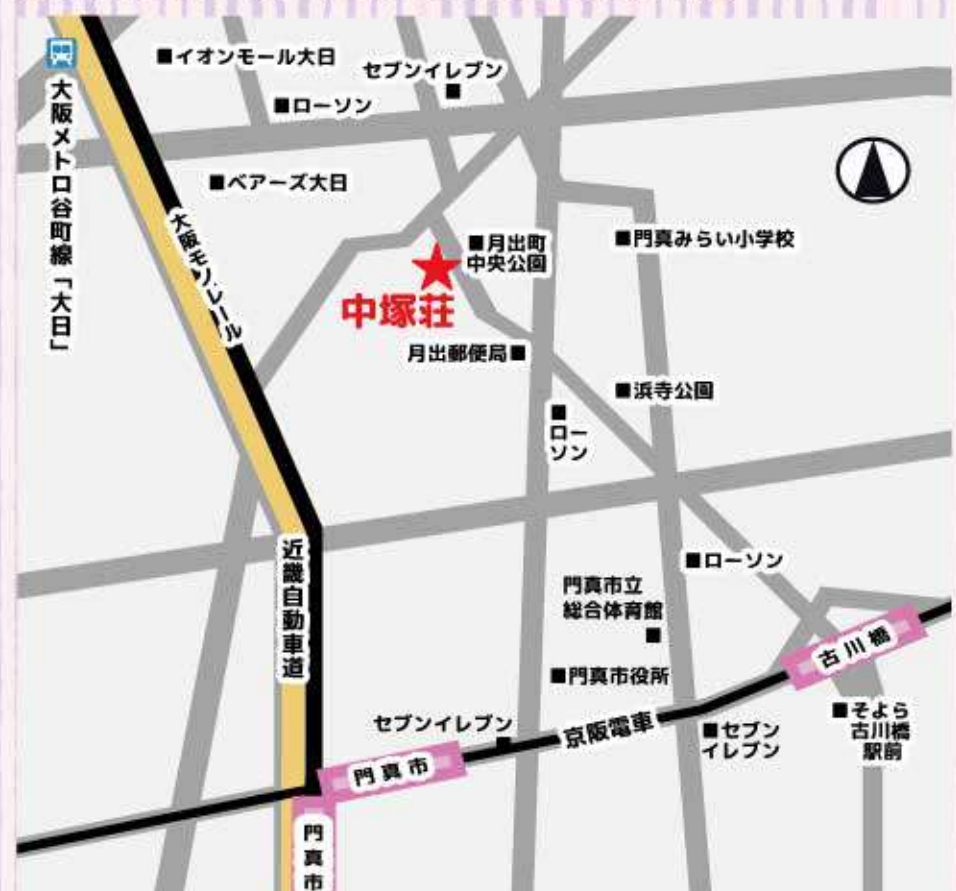 ■イオンモール大日
セブンイレブン
■
■ローソン
大阪メトロ谷町線「大日」
■ベアーズ大日
大阪モノレール
■月出町
中央公園
■門真みらい小学校
中塚荘
月出郵便局■
■浜寺公園
■
ロー
ソン
近畿自動車道
■ローソン
門真市立
総合体育館
■
古川橋
■門真市役所
セブンイレブン
■
京阪電車
■セブン
イレブン
■そよら
古川橋
駅前
門真市
門真市